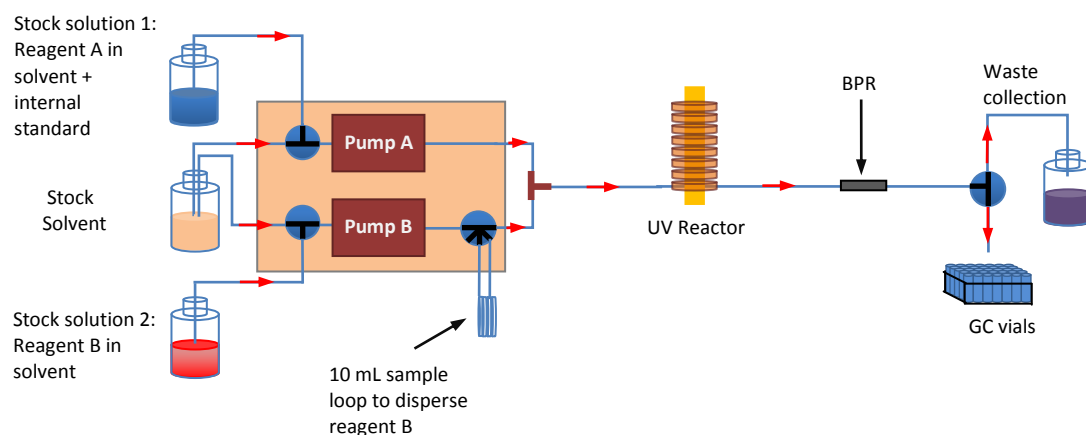 Stock solution 1:
Reagent A in
solvent +
internal
standard
Pump A
Stock
Solvent
Pump B
Stock solution 2:
Reagent B in
solvent
10 mL sample
loop to disperse
reagent B
UV Reactor
BPR
Waste
collection
GC vials